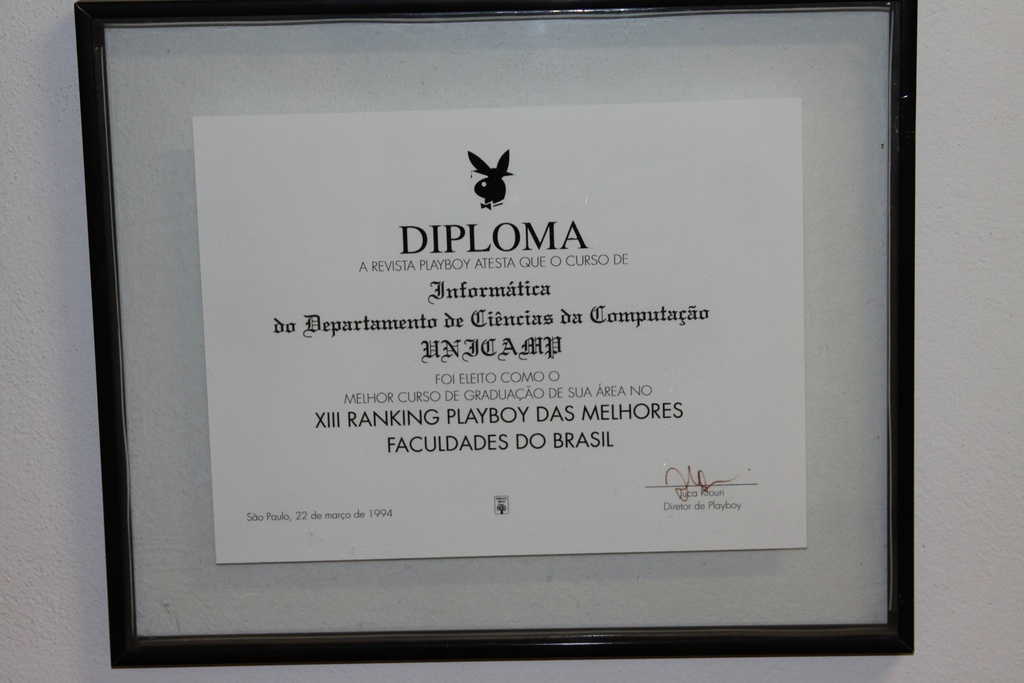 DIPLOMA
A REVISTA PLAYBOY ATESTA QUE O CURSO DE
Informática
do Departamento de Ciências da Computação
UNICAMP
FOI ELEITO COMO O
MELHOR CURSO DE GRADUAÇÃO DE SUA ÁREA NO
XIII RANKING PLAYBOY DAS MELHORES
FACULDADES DO BRASIL
Juca Kfouri
São Paulo, 22 de março de 1994
Diretor de Playboy